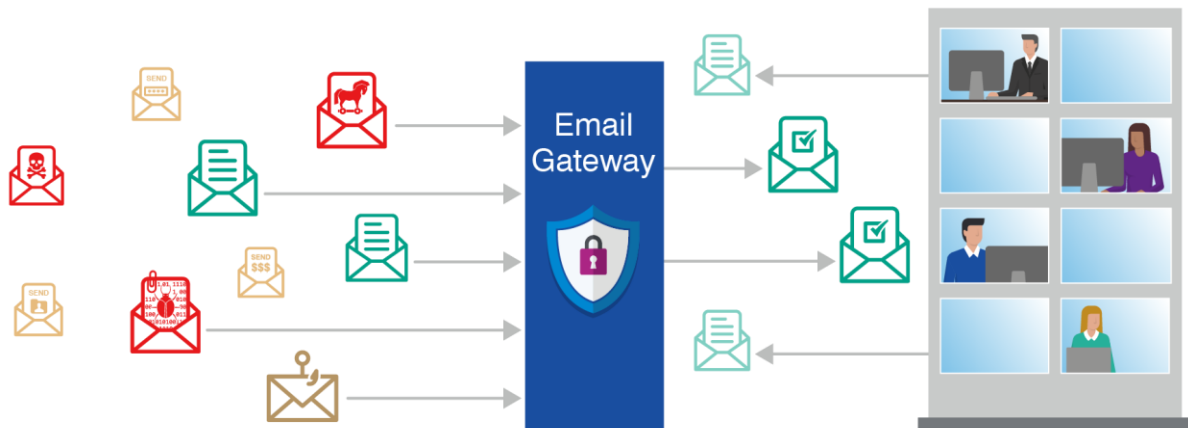 SEND
****
Email
Gateway
SEND
$$$
SEND